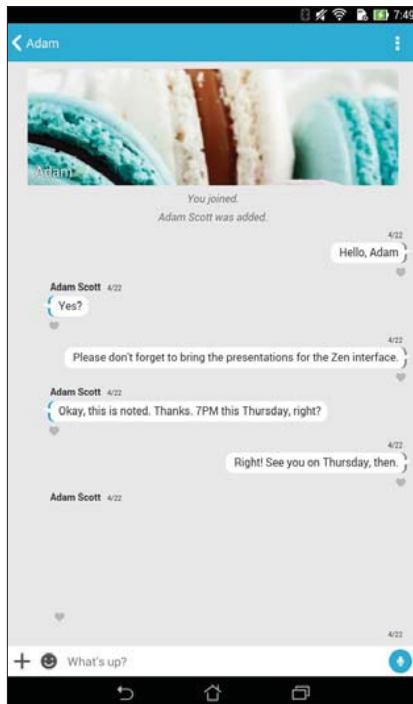 7:49
Adam
Adam
You joined.
Adam Scott was added.
4/22
Hello, Adam
Adam Scott 4/22
Yes?
4/22
Please don't forget to bring the presentations for the Zen interface.
Adam Scott 4/22
Okay, this is noted. Thanks. 7PM this Thursday, right?
4/22
Right! See you on Thursday, then.
Adam Scott 4/22
4/22
What's up?